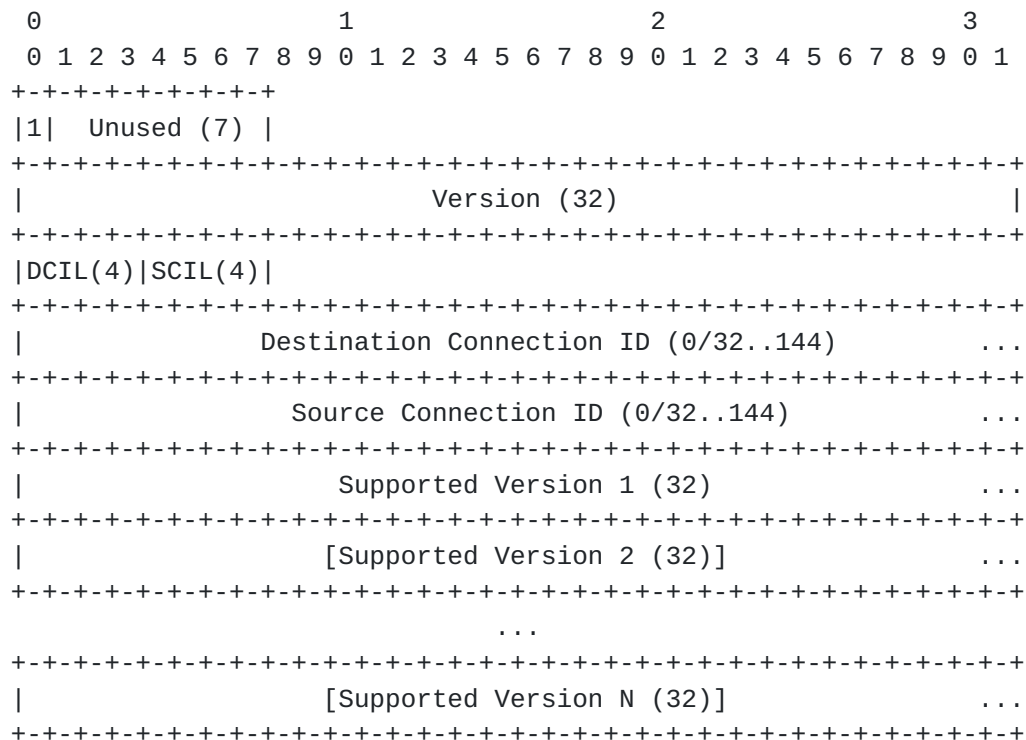 0                   1                   2                   3
 0 1 2 3 4 5 6 7 8 9 0 1 2 3 4 5 6 7 8 9 0 1 2 3 4 5 6 7 8 9 0 1
+-+-+-+-+-+-+-+-+
|1|  Unused (7) |
+-+-+-+-+-+-+-+-+-+-+-+-+-+-+-+-+-+-+-+-+-+-+-+-+-+-+-+-+-+-+-+-+
|                          Version (32)                         |
+-+-+-+-+-+-+-+-+-+-+-+-+-+-+-+-+-+-+-+-+-+-+-+-+-+-+-+-+-+-+-+-+
|DCIL(4)|SCIL(4)|
+-+-+-+-+-+-+-+-+-+-+-+-+-+-+-+-+-+-+-+-+-+-+-+-+-+-+-+-+-+-+-+-+
|               Destination Connection ID (0/32..144)         ...
+-+-+-+-+-+-+-+-+-+-+-+-+-+-+-+-+-+-+-+-+-+-+-+-+-+-+-+-+-+-+-+-+
|                 Source Connection ID (0/32..144)            ...
+-+-+-+-+-+-+-+-+-+-+-+-+-+-+-+-+-+-+-+-+-+-+-+-+-+-+-+-+-+-+-+-+
|                    Supported Version 1 (32)                 ...
+-+-+-+-+-+-+-+-+-+-+-+-+-+-+-+-+-+-+-+-+-+-+-+-+-+-+-+-+-+-+-+-+
|                   [Supported Version 2 (32)]                ...
+-+-+-+-+-+-+-+-+-+-+-+-+-+-+-+-+-+-+-+-+-+-+-+-+-+-+-+-+-+-+-+-+
                               ...
+-+-+-+-+-+-+-+-+-+-+-+-+-+-+-+-+-+-+-+-+-+-+-+-+-+-+-+-+-+-+-+-+
|                   [Supported Version N (32)]                ...
+-+-+-+-+-+-+-+-+-+-+-+-+-+-+-+-+-+-+-+-+-+-+-+-+-+-+-+-+-+-+-+-+